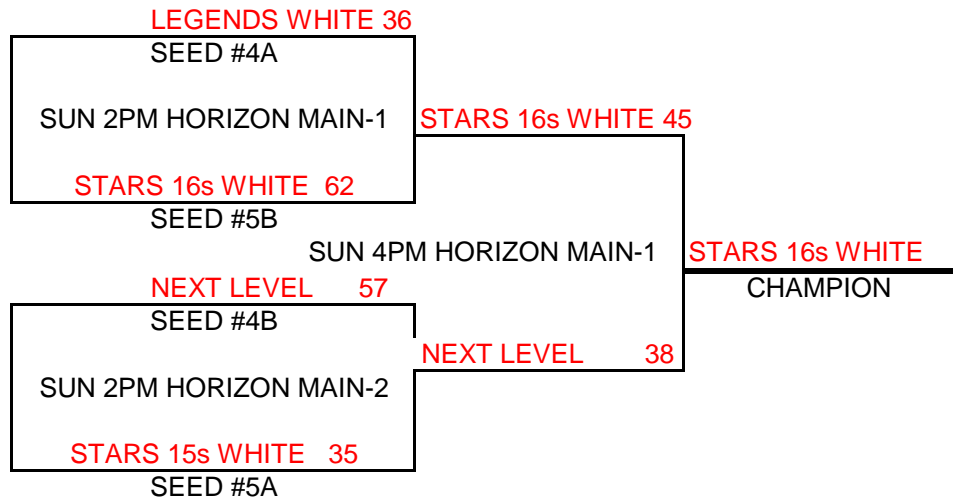 LEGENDS WHITE 36
SEED #4A
SUN 2PM HORIZON MAIN-1
STARS 16s WHITE 45
STARS 16s WHITE 62
SEED #5B
SUN 4PM HORIZON MAIN-1
STARS 16s WHITE
CHAMPION
NEXT LEVEL 57
SEED #4B
NEXT LEVEL 38
SUN 2PM HORIZON MAIN-2
STARS 15s WHITE 35
SEED #5A